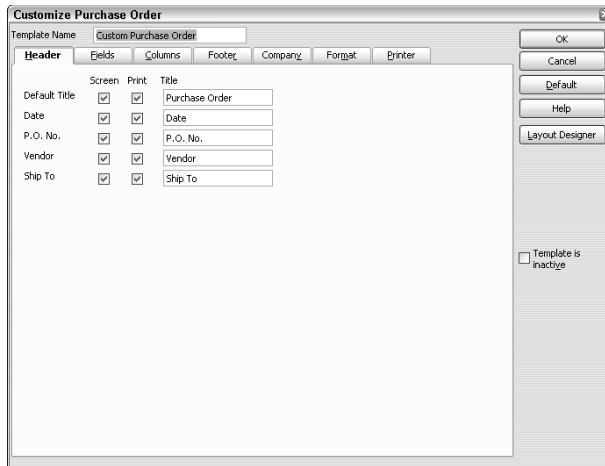 Customize Purchase Order
Template Name Custom Purchase Order
Header Fields Columns Footer Company Format Printer
Screen Print Title
Default Title Purchase Order
Date Date
P.O. No. P.O. No.
Vendor Vendor
Ship To Ship To
OK
Cancel
Default
Help
Layout Designer
Template is
inactive